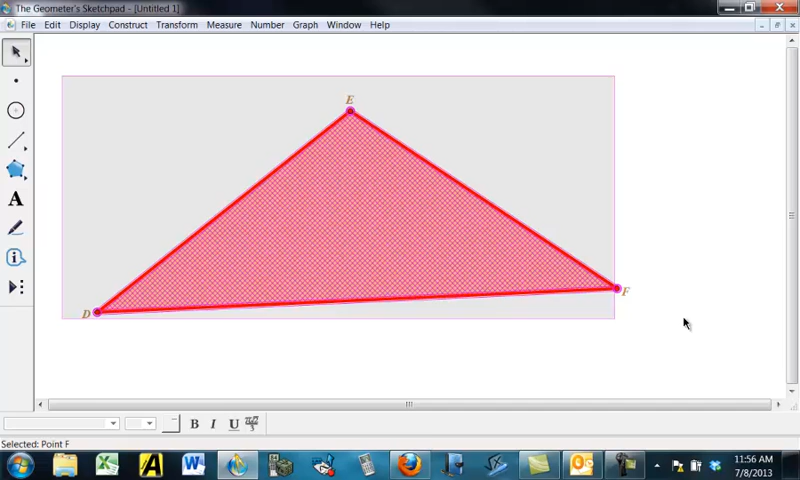 The Geometer's Sketchpad - [Untitled 1]
File Edit Display Construct Transform Measure Number Graph Window Help
E
D
F
A
B I U
Selected: Point F
11:56 AM
7/8/2013